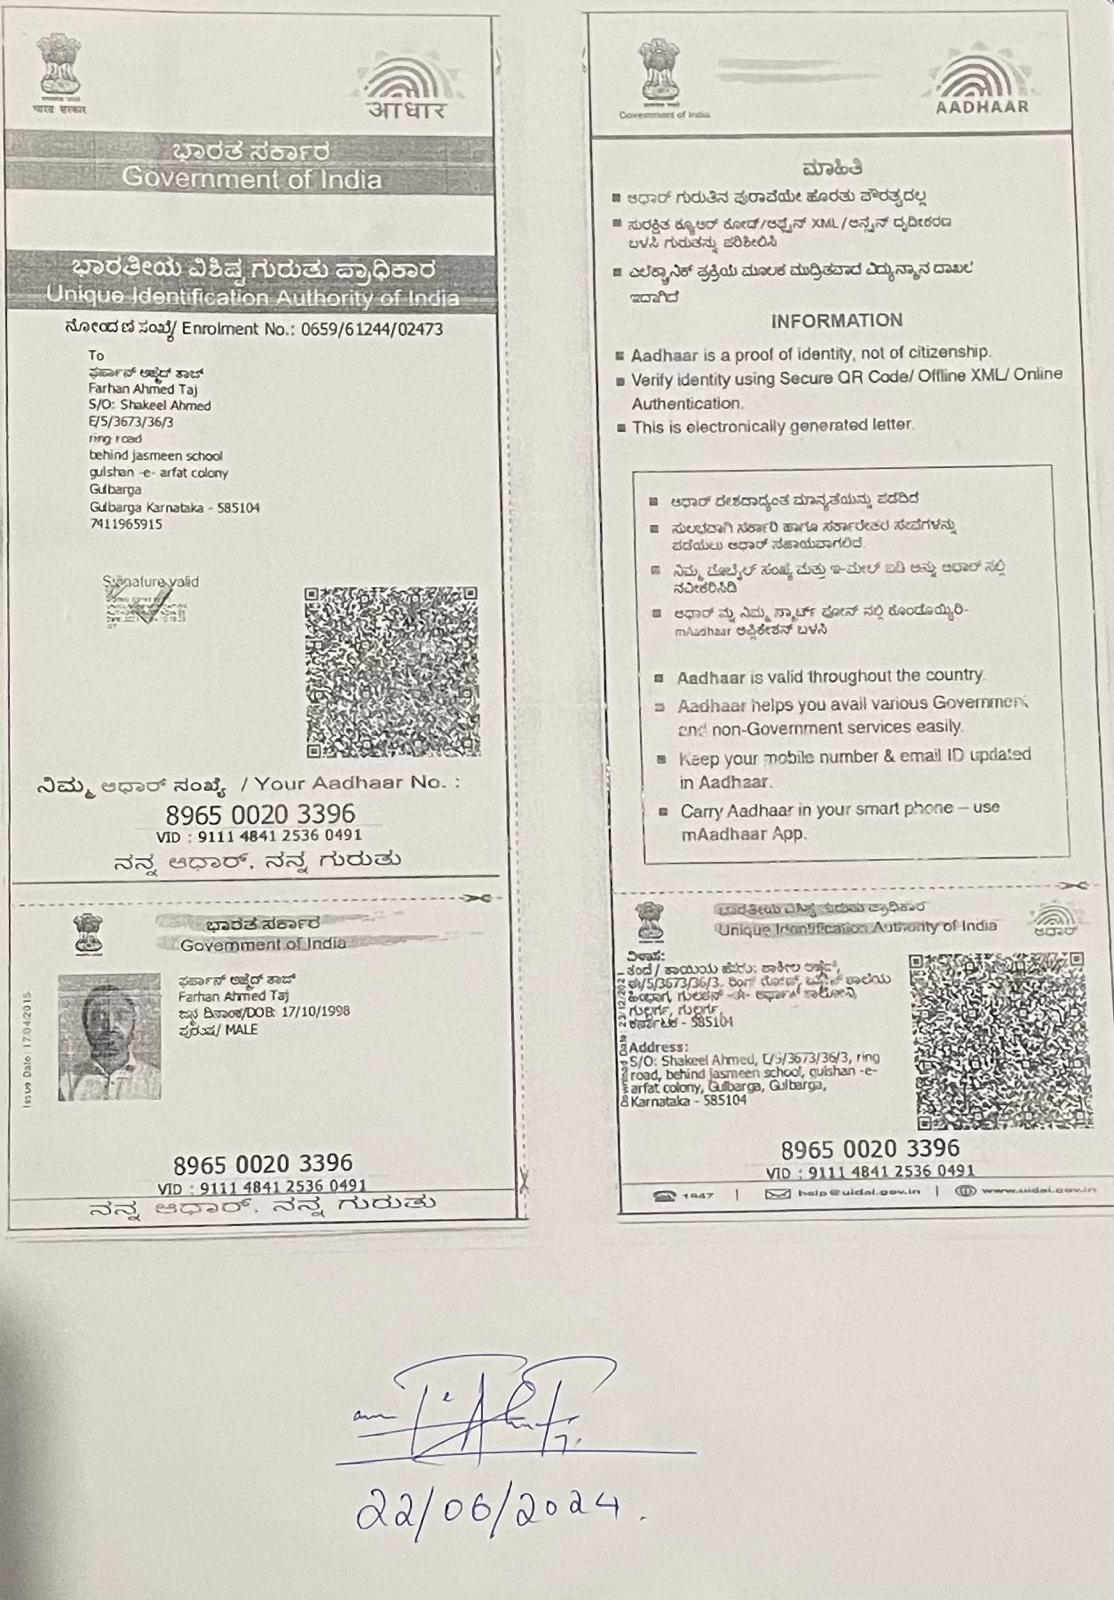 भारत सरकार
आधार
ಭಾರತ ಸರ್ಕಾರ
Government of India
ಭಾರತೀಯ ವಿಶಿಷ್ಟ ಗುರುತು ಪ್ರಾಧಿಕಾರ
Unique Identification Authority of India
ನೋಂದಣಿ ಸಂಖ್ಯೆ/ Enrolment No.: 0659/61244/02473
To
ಫರ್ಹಾನ್ ಅಹ್ಮದ್ ತಾಜ್
Farhan Ahmed Taj
S/O: Shakeel Ahmed
E/5/3673/36/3
ring road
behind jasmeen school
gulshan -e- arfat colony
Gulbarga
Gulbarga Karnataka - 585104
7411965915
Signature valid
ನಿಮ್ಮ ಆಧಾರ್ ಸಂಖ್ಯೆ / Your Aadhaar No. :
8965 0020 3396
VID : 9111 4841 2536 0491
ನನ್ನ ಆಧಾರ್, ನನ್ನ ಗುರುತು
ಭಾರತ ಸರ್ಕಾರ
Government of India
Issue Date: 17/04/2015
ಫರ್ಹಾನ್ ಅಹ್ಮದ್ ತಾಜ್
Farhan Ahmed Taj
ಜನ್ಮ ದಿನಾಂಕ/DOB: 17/10/1998
ಪುರುಷ/ MALE
8965 0020 3396
VID : 9111 4841 2536 0491
ನನ್ನ ಆಧಾರ್, ನನ್ನ ಗುರುತು
Government of India
AADHAAR
ಮಾಹಿತಿ
ಆಧಾರ್ ಗುರುತಿನ ಪುರಾವೆಯೇ ಹೊರತು ಪೌರತ್ವದಲ್ಲ
ಸುರಕ್ಷಿತ ಕ್ಯೂಆರ್ ಕೋಡ್/ಆಫ್ಲೈನ್ XML/ಆನ್ಲೈನ್ ದೃಢೀಕರಣ
ಬಳಸಿ ಗುರುತನ್ನು ಪರಿಶೀಲಿಸಿ
ಎಲೆಕ್ಟ್ರಾನಿಕ್ ಪ್ರಕ್ರಿಯೆ ಮೂಲಕ ಮುದ್ರಿತವಾದ ವಿದ್ಯುನ್ಮಾನ ದಾಖಲೆ
ಇದಾಗಿದೆ
INFORMATION
Aadhaar is a proof of identity, not of citizenship.
Verify identity using Secure QR Code/ Offline XML/ Online
Authentication.
This is electronically generated letter.
ಆಧಾರ್ ದೇಶದಾದ್ಯಂತ ಮಾನ್ಯತೆಯನ್ನು ಪಡೆದಿದೆ
ಸುಲಭವಾಗಿ ಸರ್ಕಾರಿ ಹಾಗೂ ಸರ್ಕಾರೇತರ ಸೇವೆಗಳನ್ನು
ಪಡೆಯಲು ಆಧಾರ್ ಸಹಾಯವಾಗಲಿದೆ.
ನಿಮ್ಮ ಮೊಬೈಲ್ ಸಂಖ್ಯೆ ಮತ್ತು ಇ-ಮೇಲ್ ಐಡಿ ಅನ್ನು ಆಧಾರ್ ನಲ್ಲಿ
ನವೀಕರಿಸಿದಿ
ಆಧಾರ್ ನ್ನು ನಿಮ್ಮ ಸ್ಮಾರ್ಟ್ ಫೋನ್ ನಲ್ಲಿ ಕೊಂಡೊಯ್ಯಿರಿ-
mAadhaar ಅಪ್ಲಿಕೇಶನ್ ಬಳಸಿ
Aadhaar is valid throughout the country.
Aadhaar helps you avail various Government
and non-Government services easily.
Keep your mobile number & email ID updated
in Aadhaar.
Carry Aadhaar in your smart phone – use
mAadhaar App.
ಭಾರತೀಯ ವಿಶಿಷ್ಟ ಗುರುತು ಪ್ರಾಧಿಕಾರ
Unique Identification Authority of India
ಆಧಾರ್
Download Date: 23/12/2021
ವಿಳಾಸ:
ತಂದೆ / ತಾಯಿಯ ಹೆಸರು: ಶಾಕೀಲ
/5/3673/36/3, ರಿಂಗ್ ರೋಡ್, ಶಾಲೆಯ
ಹಿಂಭಾಗ, ಗುಲಶನ್ -ಎ-
ಗುಲ್ಬರ್ಗ, ಗುಲ್ಬರ್ಗ,
ಕರ್ನಾಟಕ - 585104
Address:
S/O: Shakeel Ahmed, E/5/3673/36/3, ring
road, behind jasmeen school, gulshan -e-
arfat colony, Gulbarga, Gulbarga,
Karnataka - 585104
8965 0020 3396
VID : 9111 4841 2536 0491
1947 | help@uidai.gov.in | www.uidai.gov.in
22/06/2024.